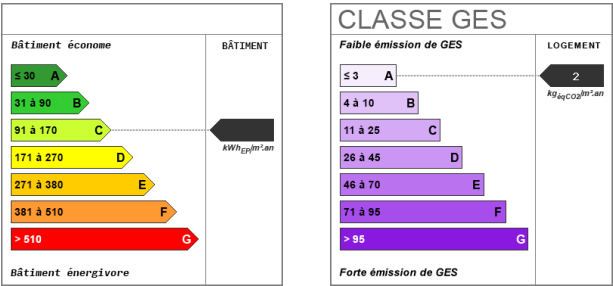 Bâtiment économe
BÂTIMENT
≤ 30 A
31 à 90 B
91 à 170 C
kWhEP/m².an
171 à 270 D
271 à 380 E
381 à 510 F
> 510 G
Bâtiment énergivore
CLASSE GES
Faible émission de GES
LOGEMENT
≤ 3 A
2
kgéqCO2/m².an
4 à 10 B
11 à 25 C
26 à 45 D
46 à 70 E
71 à 95 F
> 95 G
Forte émission de GES